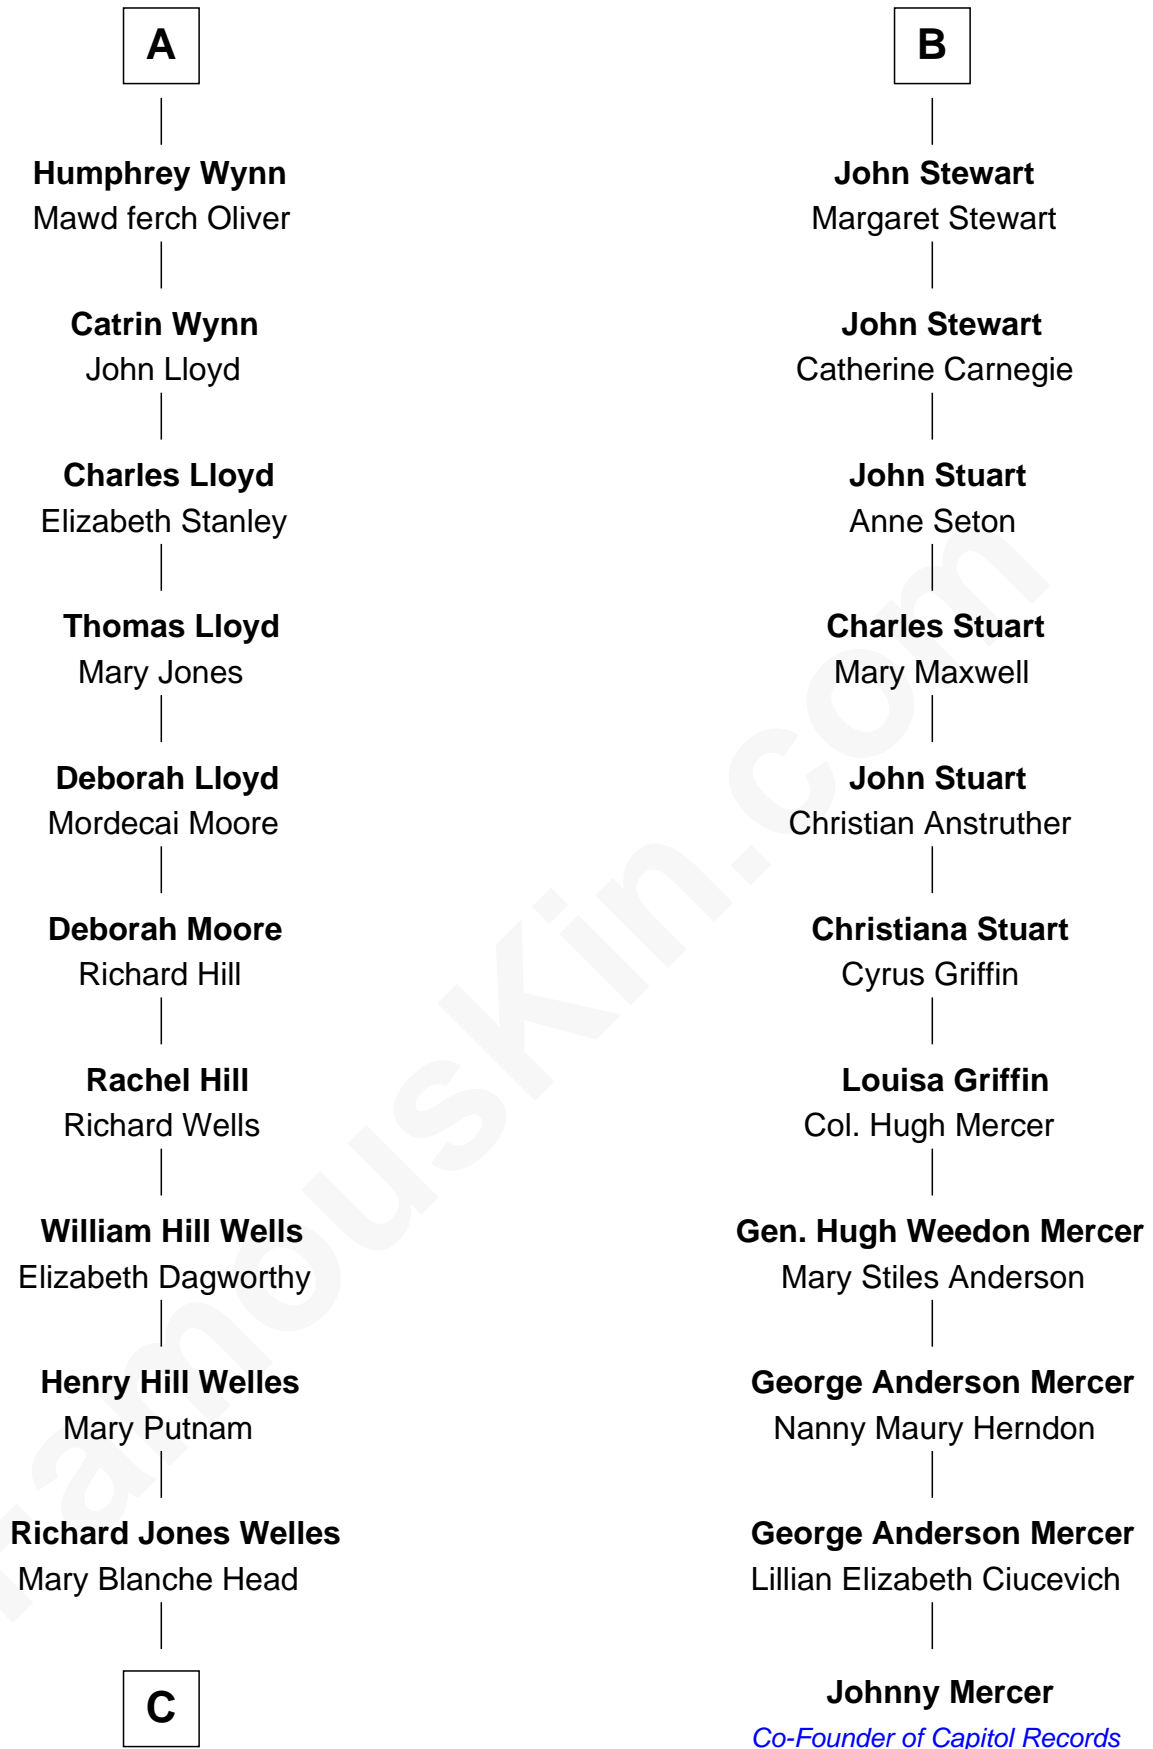 A
Humphrey Wynn
Mawd ferch Oliver
Catrin Wynn
John Lloyd
Charles Lloyd
Elizabeth Stanley
Thomas Lloyd
Mary Jones
Deborah Lloyd
Mordecai Moore
Deborah Moore
Richard Hill
Rachel Hill
Richard Wells
William Hill Wells
Elizabeth Dagworthy
Henry Hill Welles
Mary Putnam
Richard Jones Welles
Mary Blanche Head
C
B
John Stewart
Margaret Stewart
John Stewart
Catherine Carnegie
John Stuart
Anne Seton
Charles Stuart
Mary Maxwell
John Stuart
Christian Anstruther
Christiana Stuart
Cyrus Griffin
Louisa Griffin
Col. Hugh Mercer
Gen. Hugh Weedon Mercer
Mary Stiles Anderson
George Anderson Mercer
Nanny Maury Herndon
George Anderson Mercer
Lillian Elizabeth Ciucevich
Johnny Mercer
Co-Founder of Capitol Records
FamousKin.com